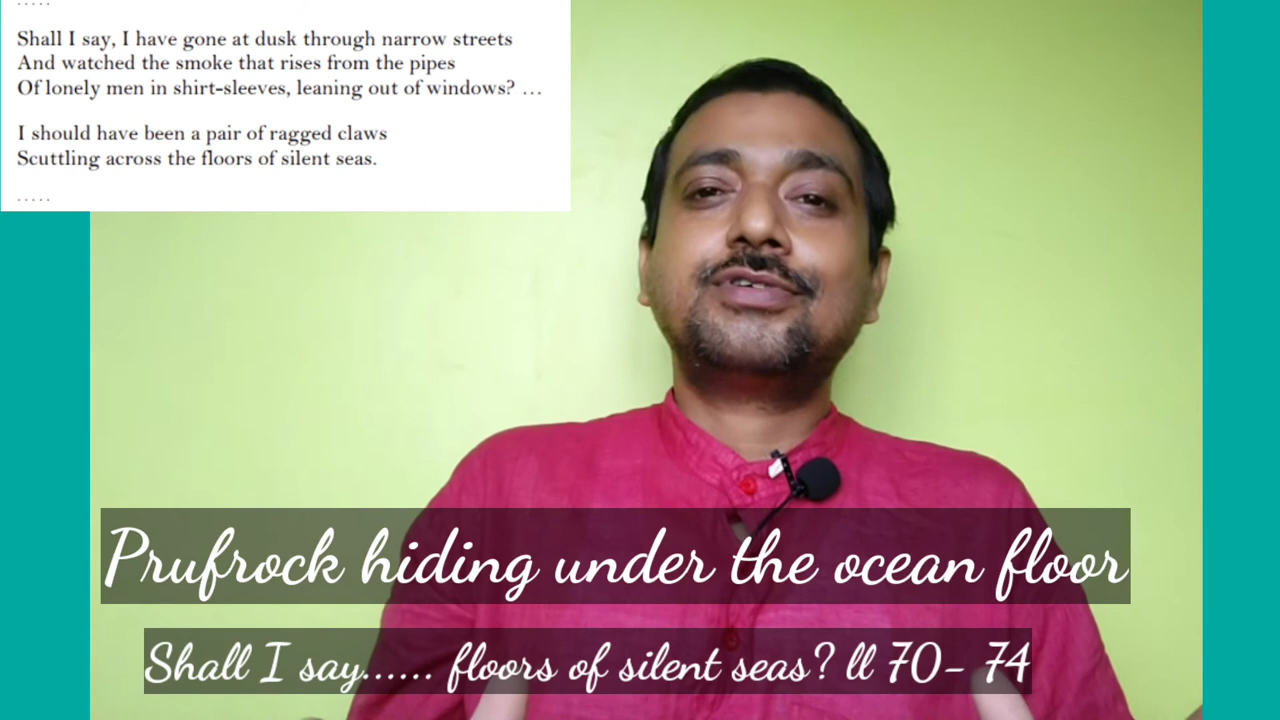 .....
Shall I say, I have gone at dusk through narrow streets
And watched the smoke that rises from the pipes
Of lonely men in shirt-sleeves, leaning out of windows? ...
I should have been a pair of ragged claws
Scuttling across the floors of silent seas.
.....
Prufrock hiding under the ocean floor
Shall I say...... floors of silent seas? ll 70- 74